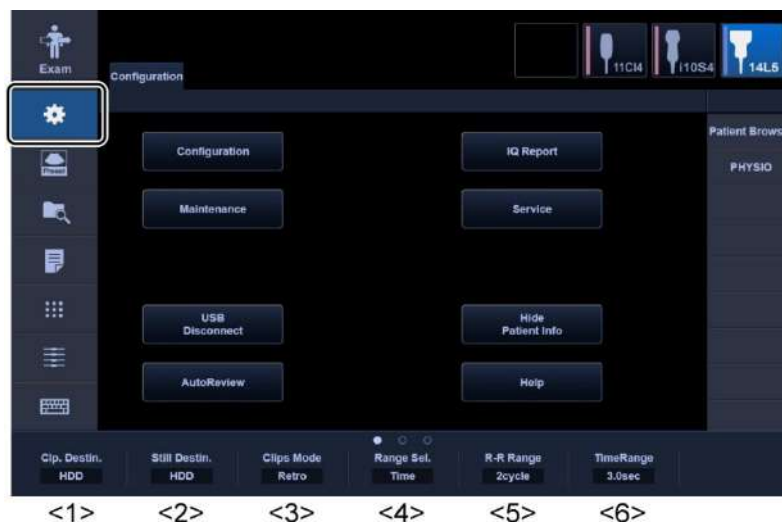 Exam
Configuration
11CI4
i10S4
14L5
Patient Brows
PHYSIO
Preset
Configuration
IQ Report
Maintenance
Service
USB
Disconnect
Hide
Patient Info
AutoReview
Help
Clp. Destin.
Still Destin.
Clips Mode
Range Sel.
R-R Range
TimeRange
HDD
HDD
Retro
Time
2cycle
3.0sec
<1>
<2>
<3>
<4>
<5>
<6>